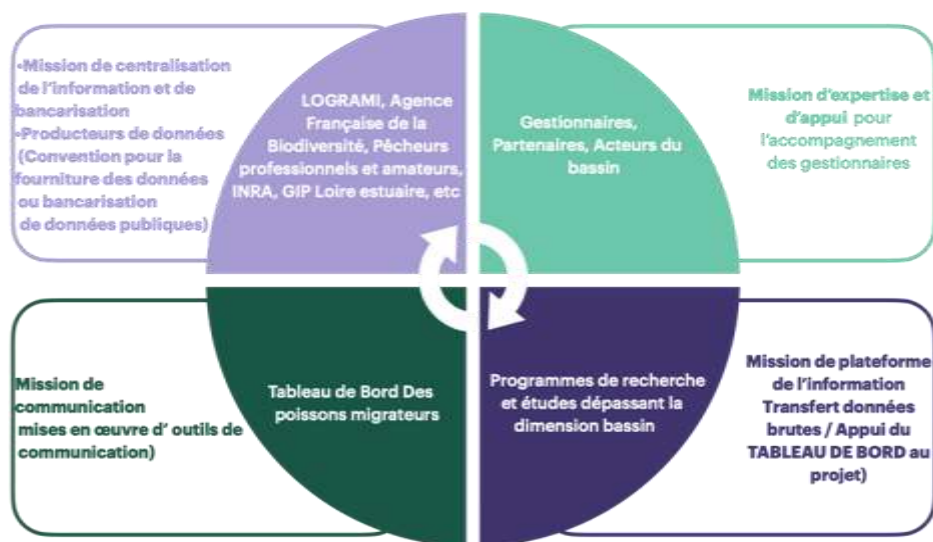 -Mission de centralisation
de l'information et de
bancarisation
-Producteurs de données
(Convention pour la
fourniture des données
ou bancarisation
de données publiques)
LOGRAMI, Agence
Française de la
Biodiversité, Pêcheurs
professionnels et amateurs,
INRA, GIP Loire estuaire, etc
Gestionnaires,
Partenaires, Acteurs du
bassin
Mission d'expertise et
d'appui pour
l'accompagnement
des gestionnaires
Mission de
communication
mises en œuvre d' outils de
communication)
Tableau de Bord Des
poissons migrateurs
Programmes de recherche
et études dépassant la
dimension bassin
Mission de plateforme
de l'information
Transfert données
brutes / Appui du
TABLEAU DE BORD au
projet)